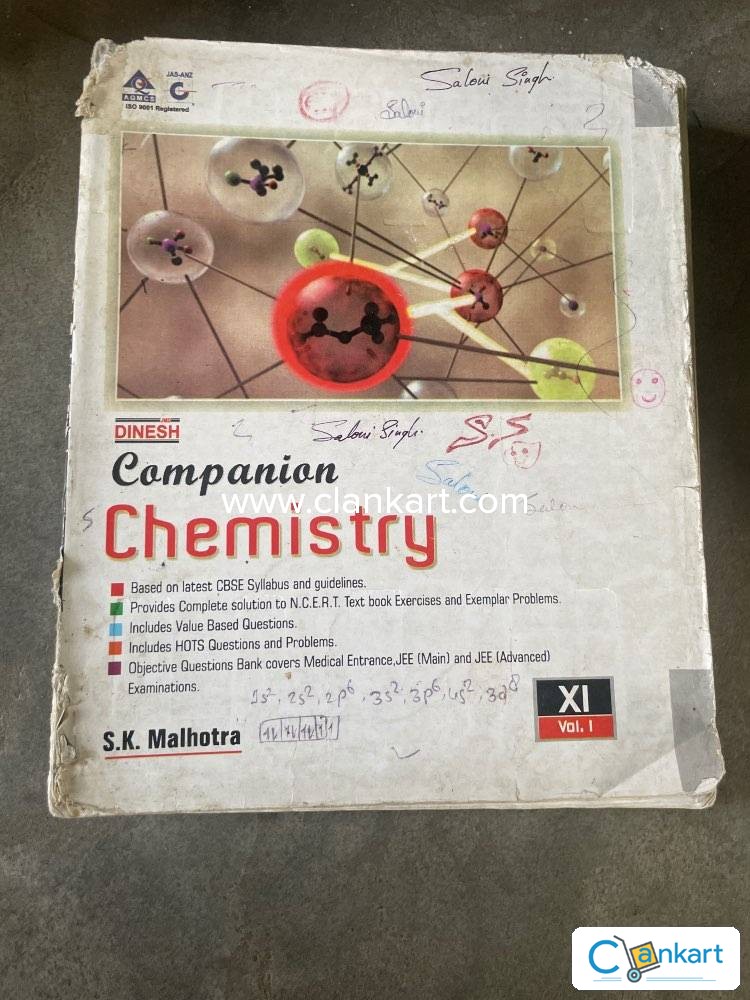 JAS-ANZ
AQMCS
ISO 9001 Registered
Saloni Singh.
Saloni
DINESH
Saloni Singh.
S.S
Companion
Chemistry
www.clankart.com
Based on latest CBSE Syllabus and guidelines.
Provides Complete solution to N.C.E.R.T. Text book Exercises and Exemplar Problems.
Includes Value Based Questions.
Includes HOTS Questions and Problems.
Objective Questions Bank covers Medical Entrance,JEE (Main) and JEE (Advanced)
Examinations.
1s², 2s², 2p⁶, 3s², 3p⁶, 4s², 3d⁸
XI
Vol. I
S.K. Malhotra
Clankart